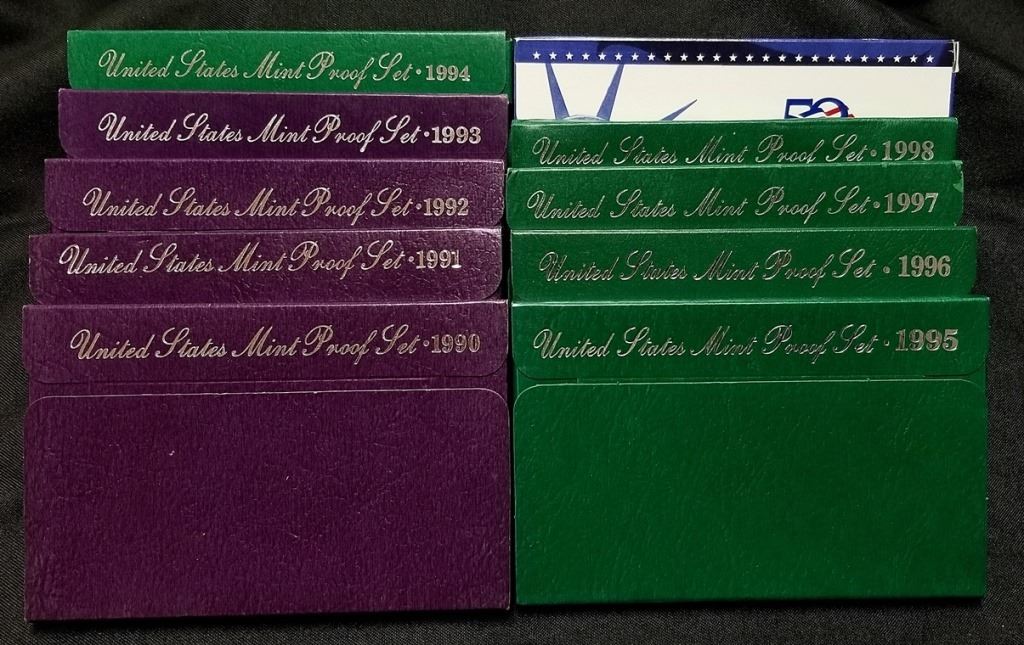 United States Mint Proof Set · 1994
United States Mint Proof Set · 1993
United States Mint Proof Set · 1992
United States Mint Proof Set · 1991
United States Mint Proof Set · 1990
50
United States Mint Proof Set · 1998
United States Mint Proof Set · 1997
United States Mint Proof Set · 1996
United States Mint Proof Set · 1995